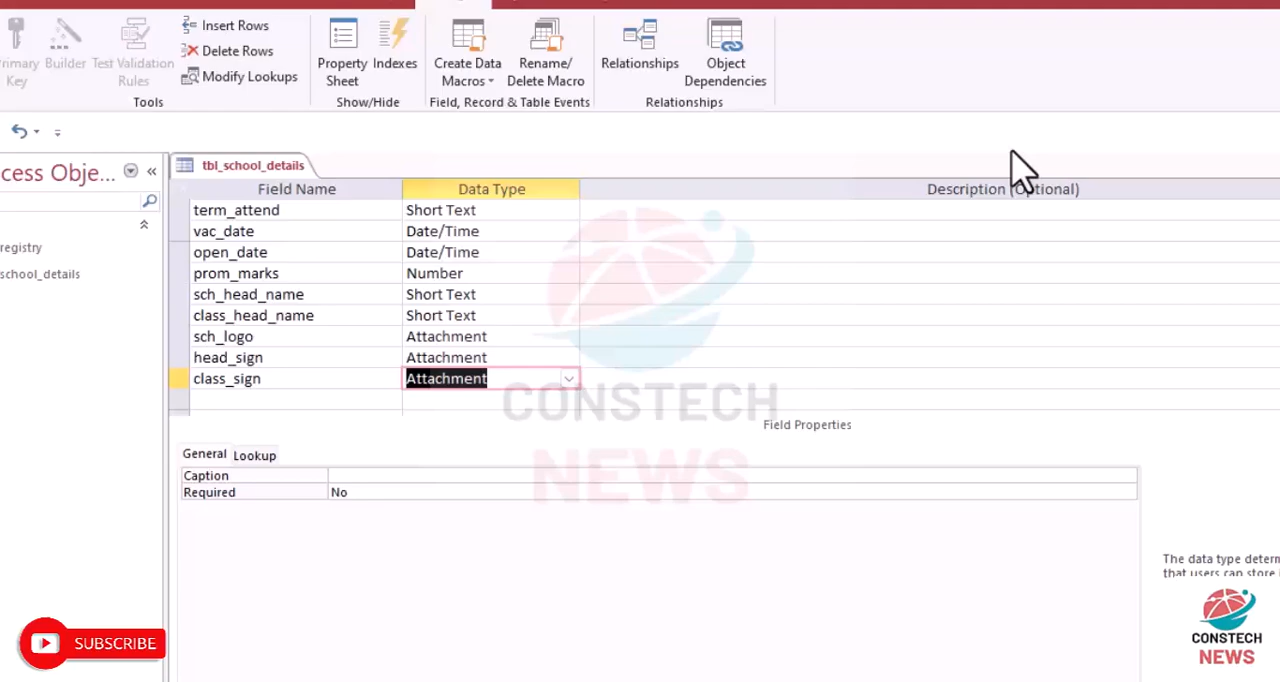 Insert Rows
Delete Rows
Modify Lookups
rimary Key
Builder
Test Validation Rules
Tools
Property Sheet
Indexes
Show/Hide
Create Data Macros
Rename/ Delete Macro
Field, Record & Table Events
Relationships
Object Dependencies
Relationships
cess Obje...
registry
school_details
tbl_school_details
Field Name Data Type Description (Optional)
term_attend Short Text
vac_date Date/Time
open_date Date/Time
prom_marks Number
sch_head_name Short Text
class_head_name Short Text
sch_logo Attachment
head_sign Attachment
class_sign Attachment
CONSTECH
NEWS
Field Properties
General Lookup
Caption
Required No
The data type determ
that users can store i
SUBSCRIBE
CONSTECH
NEWS